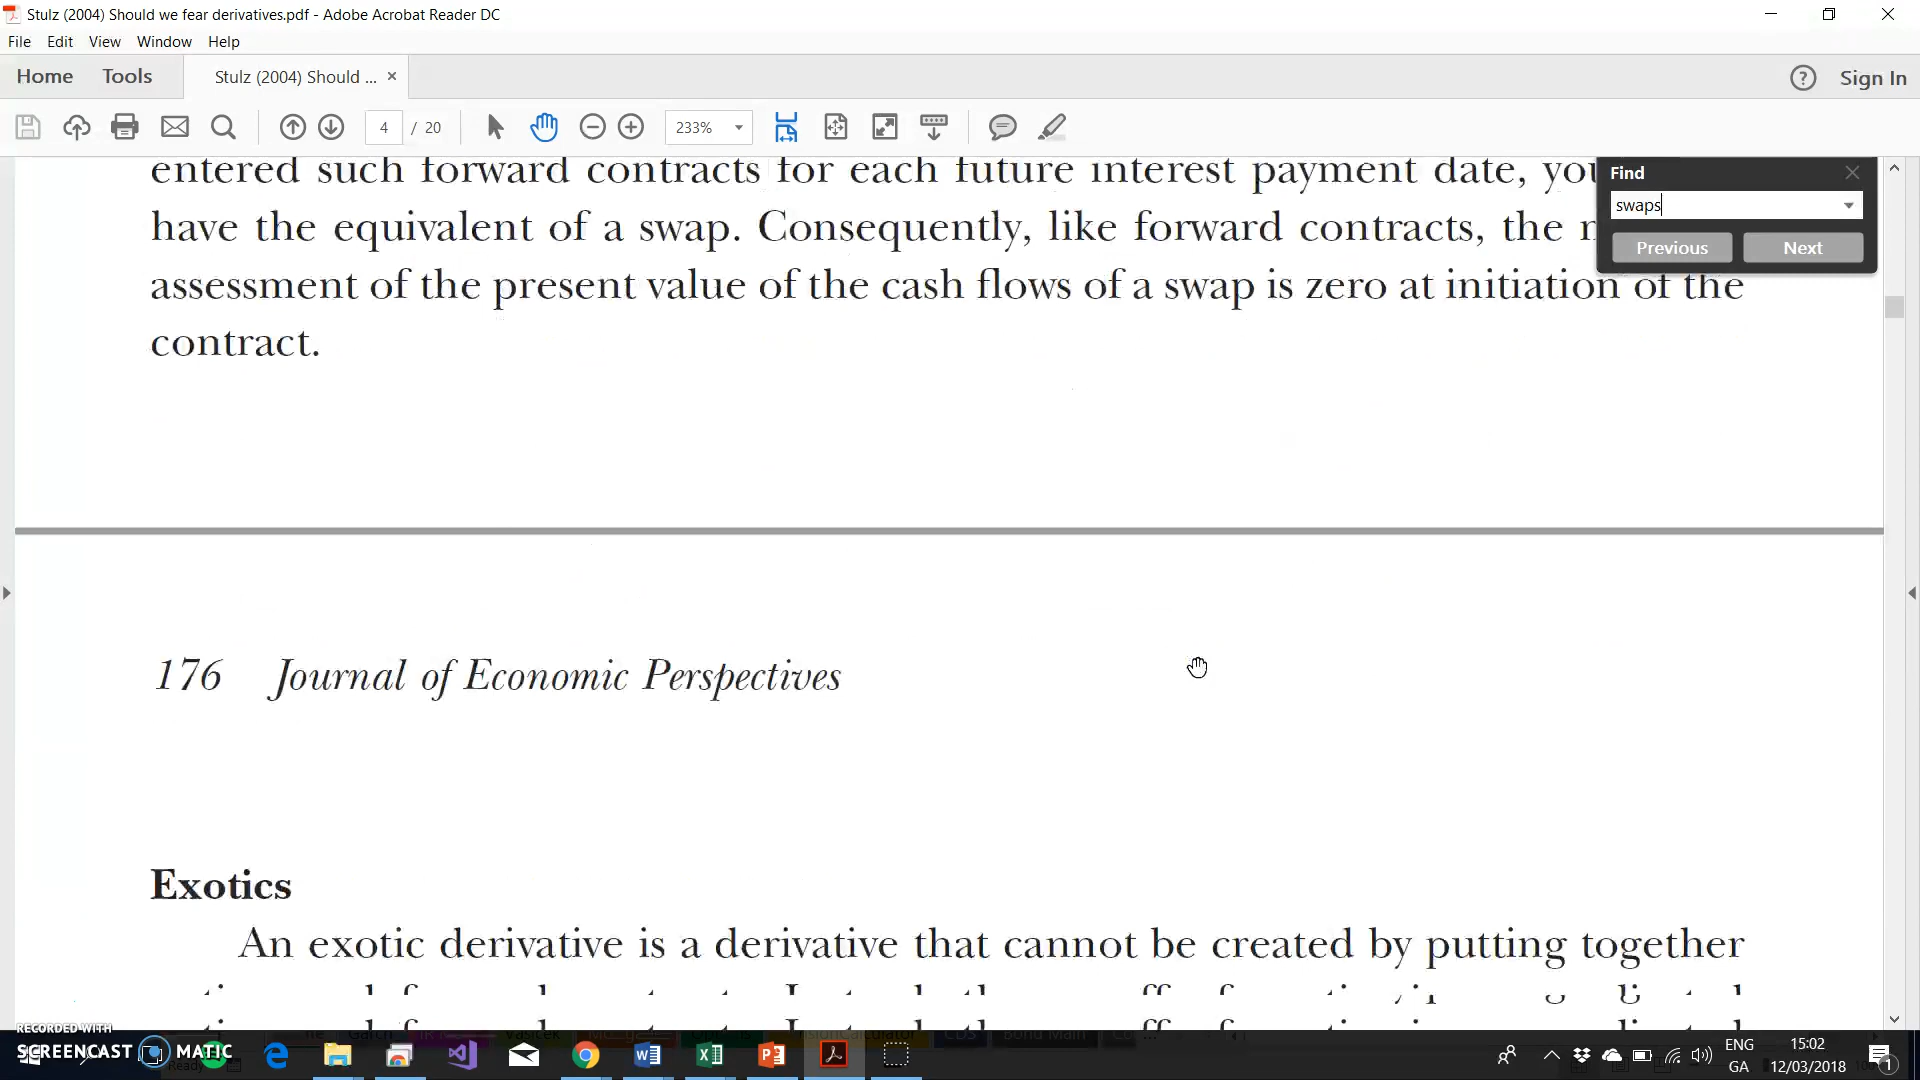 Stulz (2004) Should we fear derivatives.pdf - Adobe Acrobat Reader DC
File Edit View Window Help
Home Tools Stulz (2004) Should ... × ? Sign In
4 / 20 233%
entered such forward contracts for each future interest payment date, you
have the equivalent of a swap. Consequently, like forward contracts, the
assessment of the present value of the cash flows of a swap is zero at initiation of the
contract.
Find
swaps
Previous Next
176 Journal of Economic Perspectives
Exotics
An exotic derivative is a derivative that cannot be created by putting together
RECORDED WITH
SCREENCAST MATIC
Ready
ENG
GA
15:02
12/03/2018
1